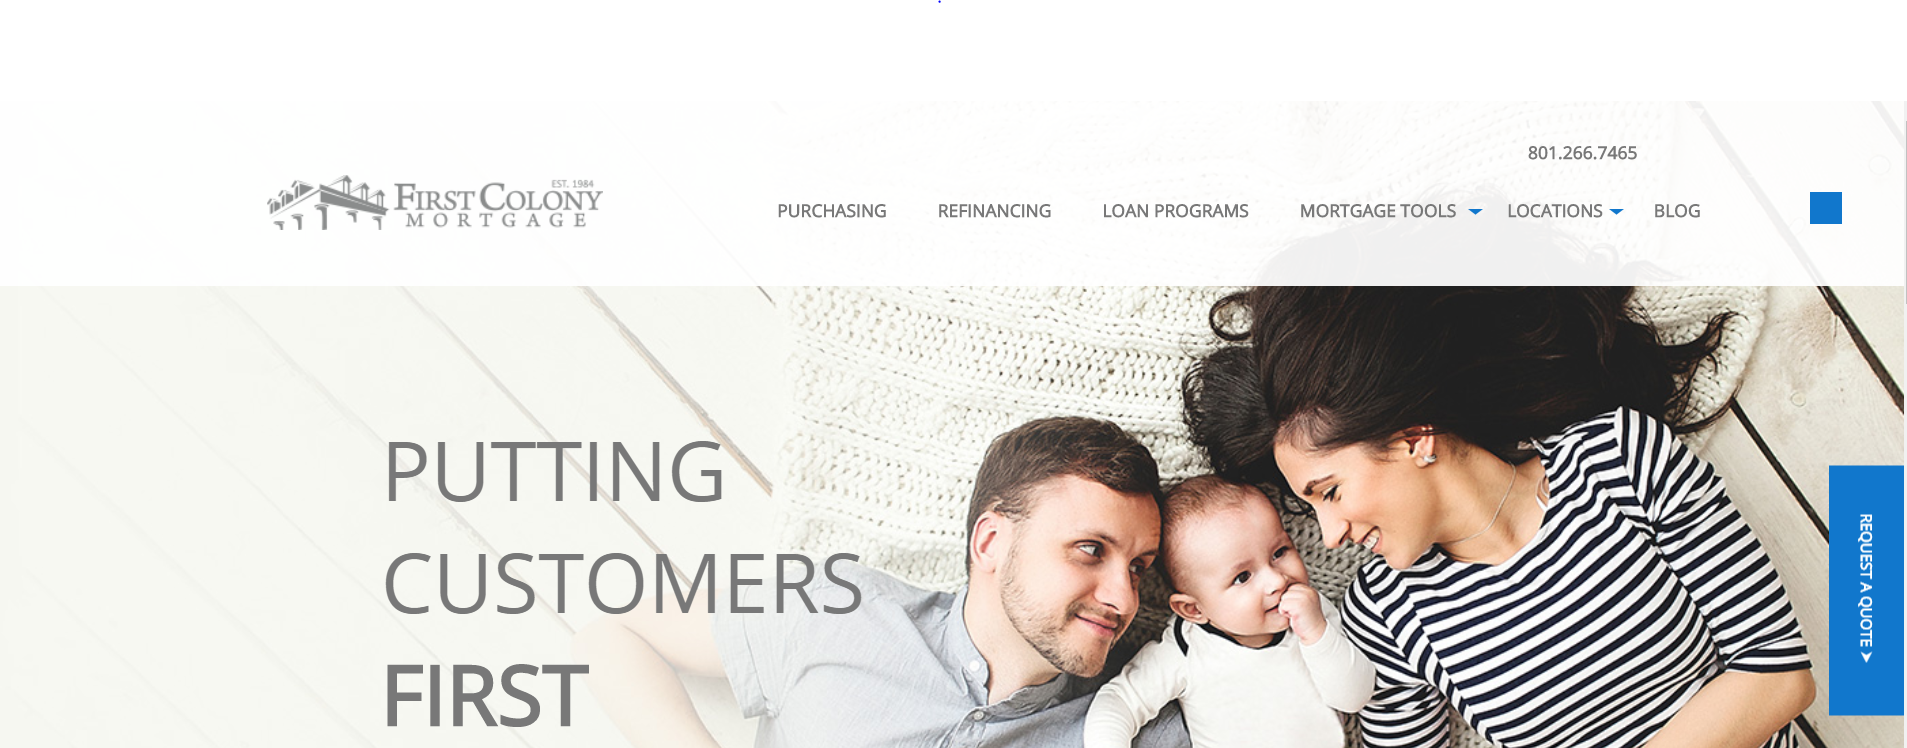 801.266.7465
EST. 1984
FIRST COLONY
MORTGAGE
PURCHASING REFINANCING LOAN PROGRAMS MORTGAGE TOOLS LOCATIONS BLOG
PUTTING
CUSTOMERS
FIRST
REQUEST A QUOTE